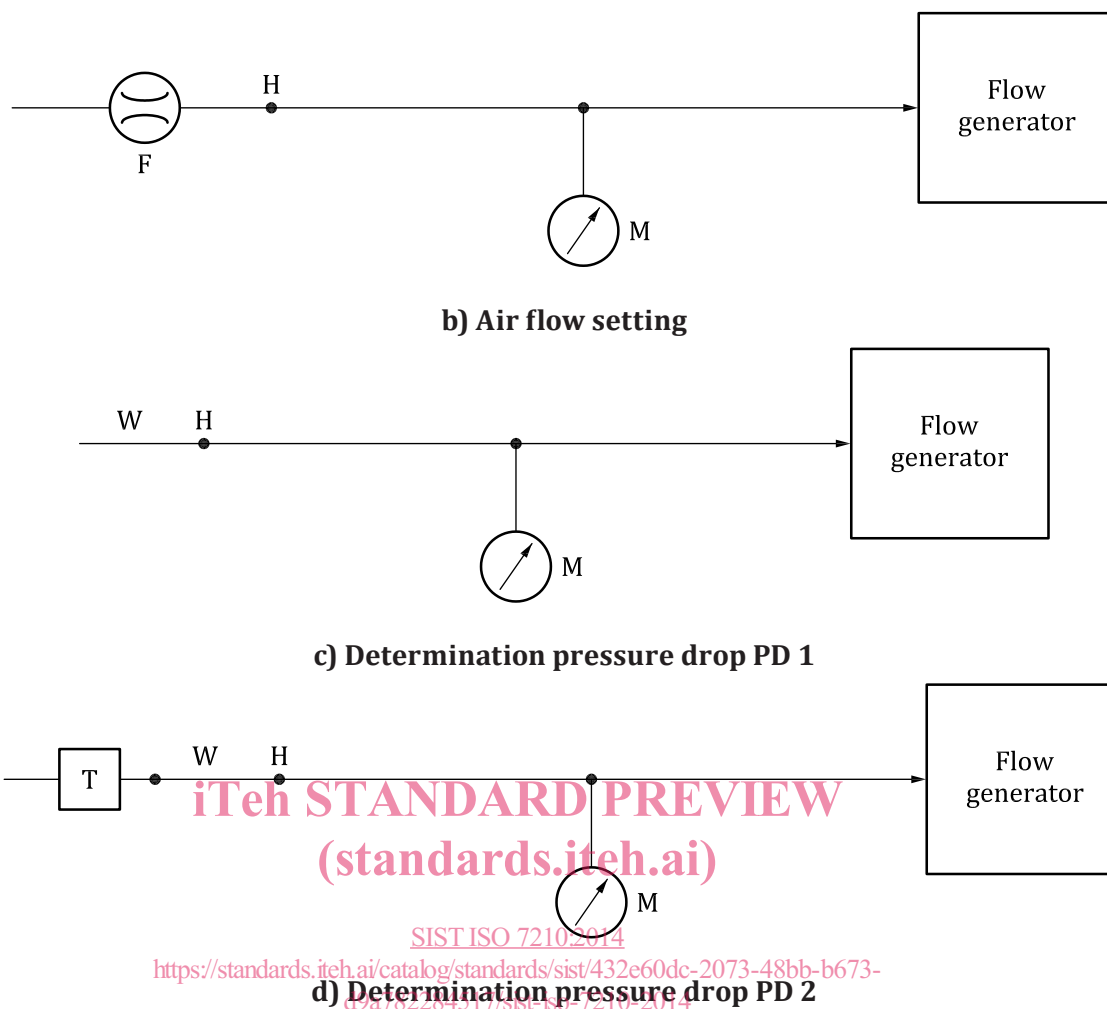 H
Flow
generator
F
M
b) Air flow setting
W H
Flow
generator
M
c) Determination pressure drop PD 1
T W H
Flow
generator
iTeh STANDARD PREVIEW
(standards.iteh.ai)
M
SIST ISO 7210:2014
https://standards.iteh.ai/catalog/standards/sist/432e60dc-2073-48bb-b673-
d) Determination pressure drop PD 2